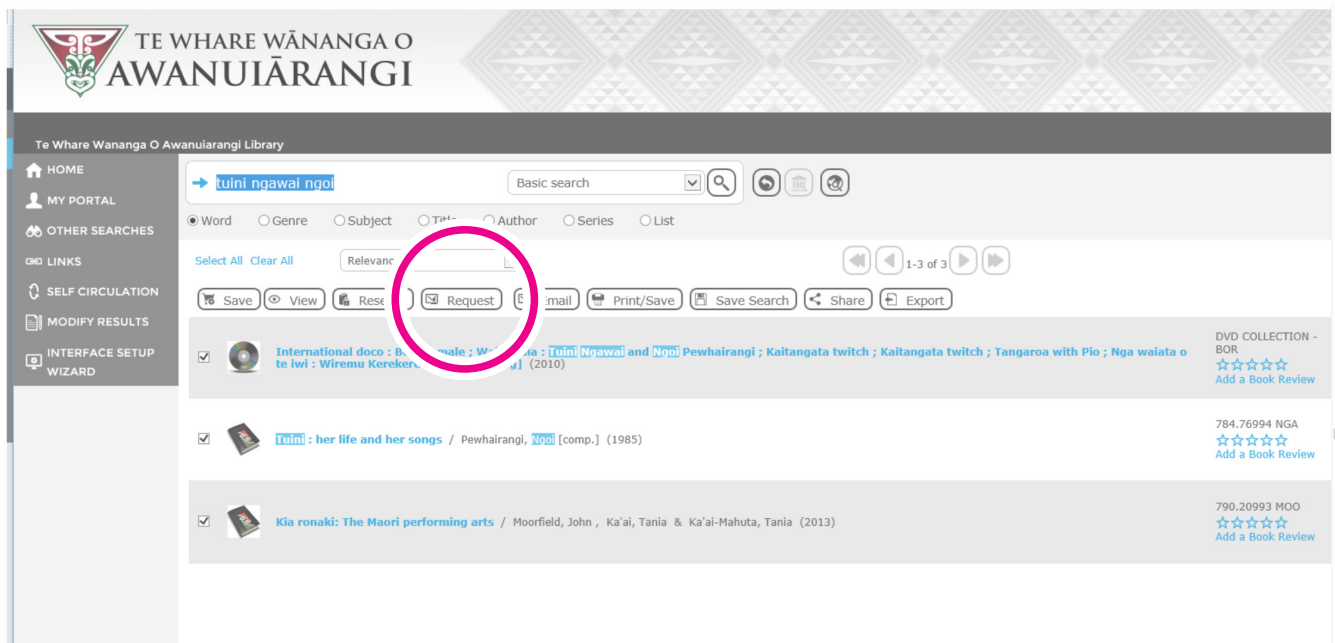 TE WHARE WĀNANGA O
AWANUIĀRANGI
Te Whare Wananga O Awanuiarangi Library
HOME
MY PORTAL
OTHER SEARCHES
LINKS
SELF CIRCULATION
MODIFY RESULTS
INTERFACE SETUP
WIZARD
tuini ngawai ngoi
Basic search
Word Genre Subject Title Author Series List
Select All Clear All
1-3 of 3
Save View Request Print/Save Save Search Share Export
International doco : ; : Tuini Ngawai and Ngoi Pewhairangi ; Kaitangata twitch ; Kaitangata twitch ; Tangaroa with Pio ; Nga waiata o
te iwi : Wiremu (2010)
DVD COLLECTION -
BOR
Add a Book Review
Tuini : her life and her songs / Pewhairangi, Ngoi [comp.] (1985)
784.76994 NGA
Add a Book Review
Kia ronaki: The Maori performing arts / Moorfield, John , Ka'ai, Tania & Ka'ai-Mahuta, Tania (2013)
790.20993 MOO
Add a Book Review